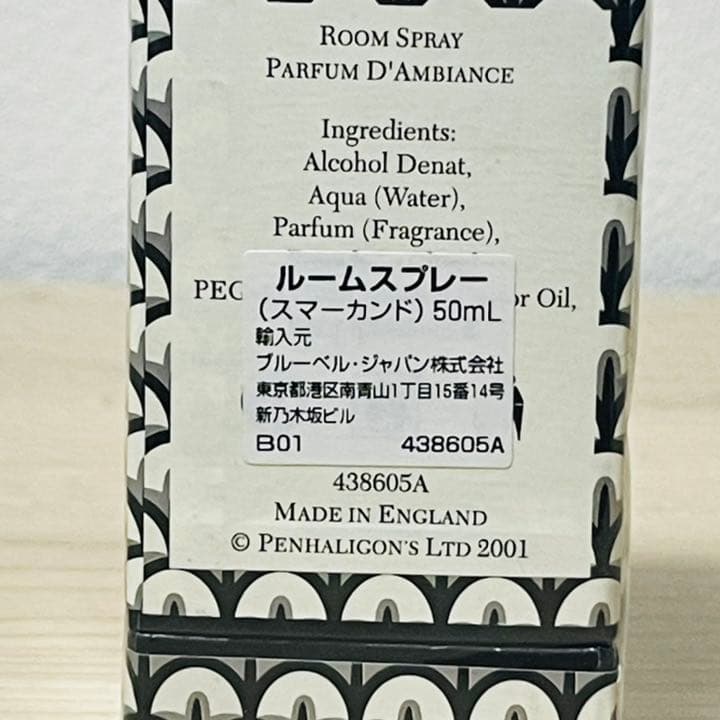 ROOM SPRAY
PARFUM D'AMBIANCE
Ingredients:
Alcohol Denat,
Aqua (Water),
Parfum (Fragrance),
Oil,
ルームスプレー
(スマーカンド) 50mL
輸入元
ブルーベル・ジャパン株式会社
東京都港区南青山1丁目15番14号
新乃木坂ビル
B01 438605A
438605A
MADE IN ENGLAND
© PENHALIGON'S LTD 2001